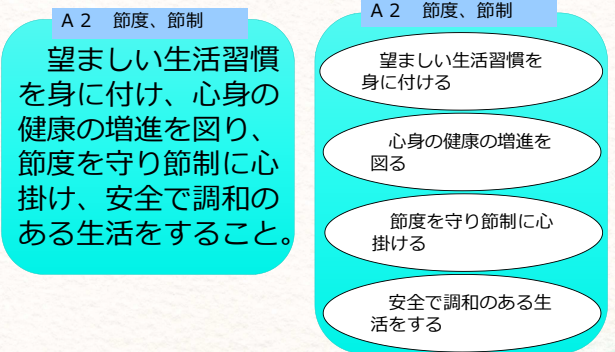 Ａ２　節度、節制
　望ましい生活習慣
を身に付け、心身の
健康の増進を図り、
節度を守り節制に心
掛け、安全で調和の
ある生活をすること。
Ａ２　節度、節制
　望ましい生活習慣を
身に付ける
　心身の健康の増進を
図る
　節度を守り節制に心
掛ける
　安全で調和のある生
活をする